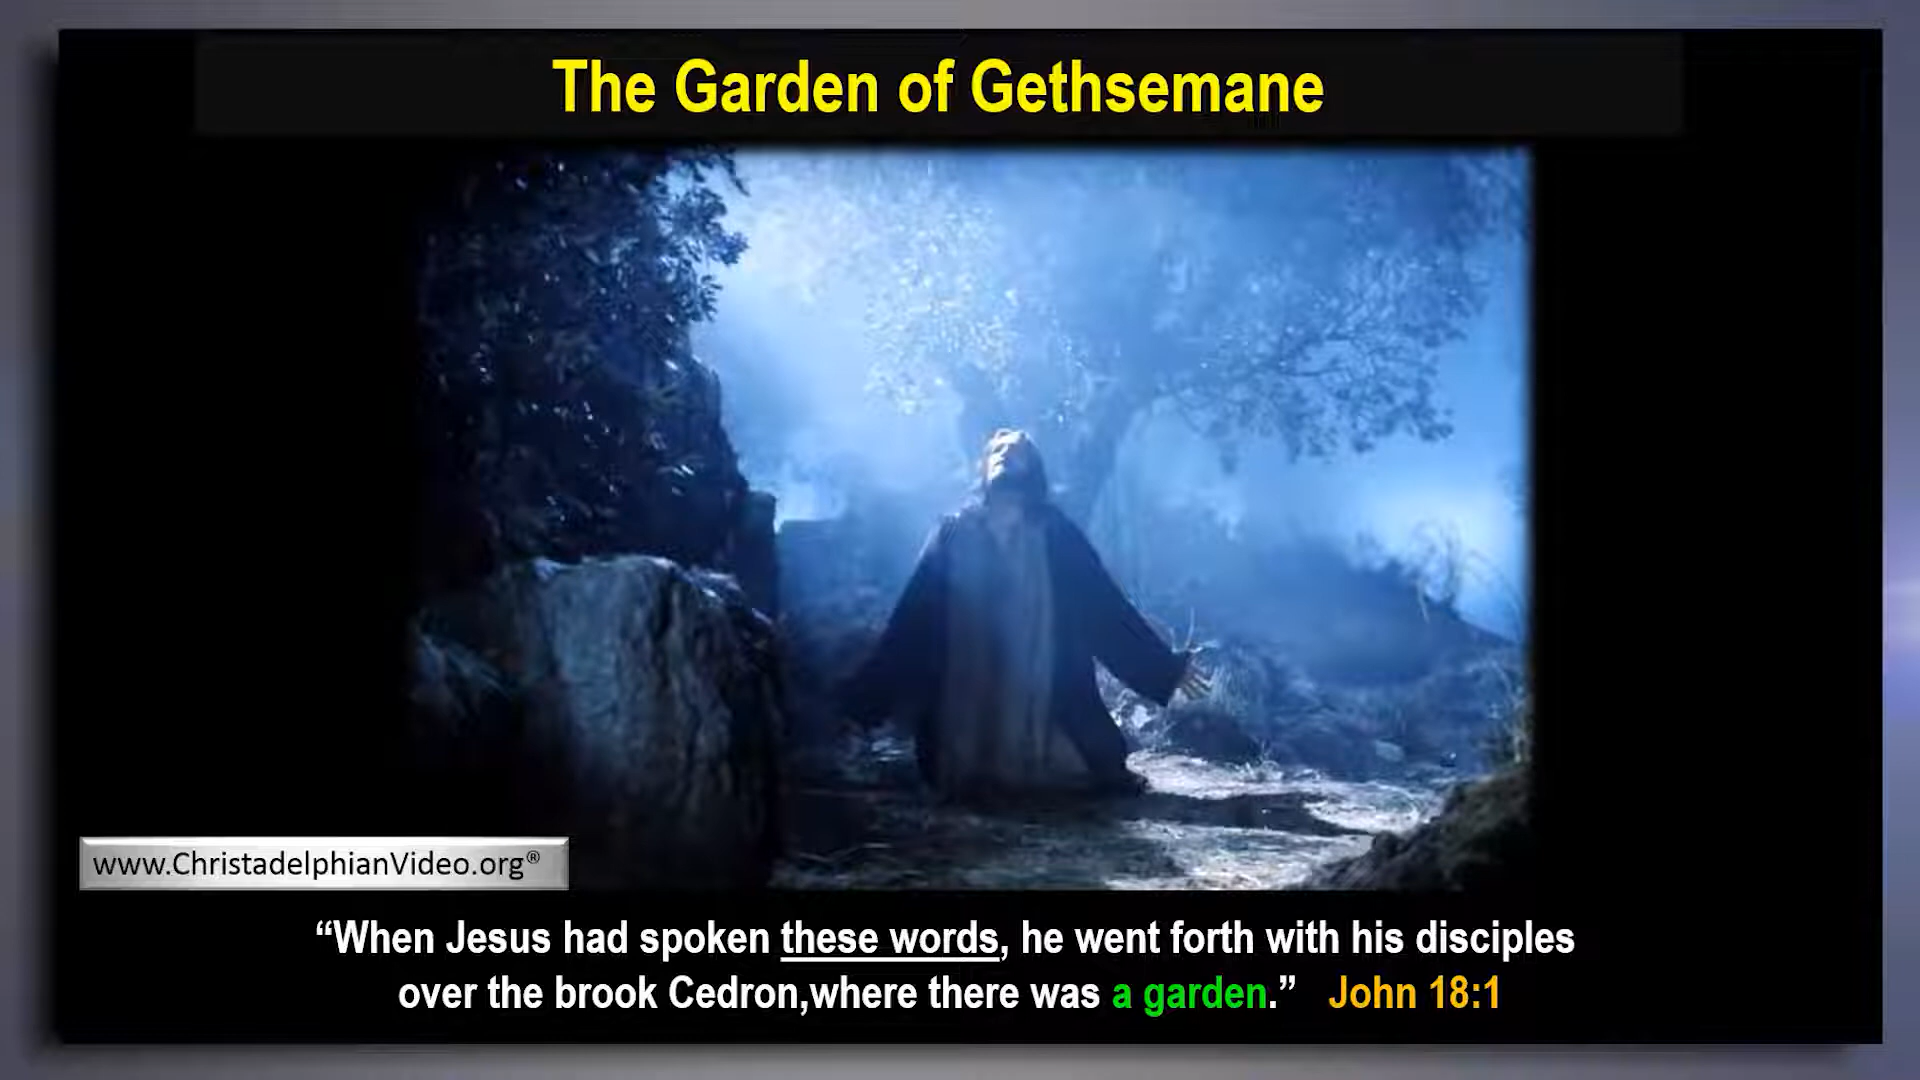 The Garden of Gethsemane
www.ChristadelphianVideo.org®
“When Jesus had spoken these words, he went forth with his disciples
over the brook Cedron,where there was a garden.” John 18:1